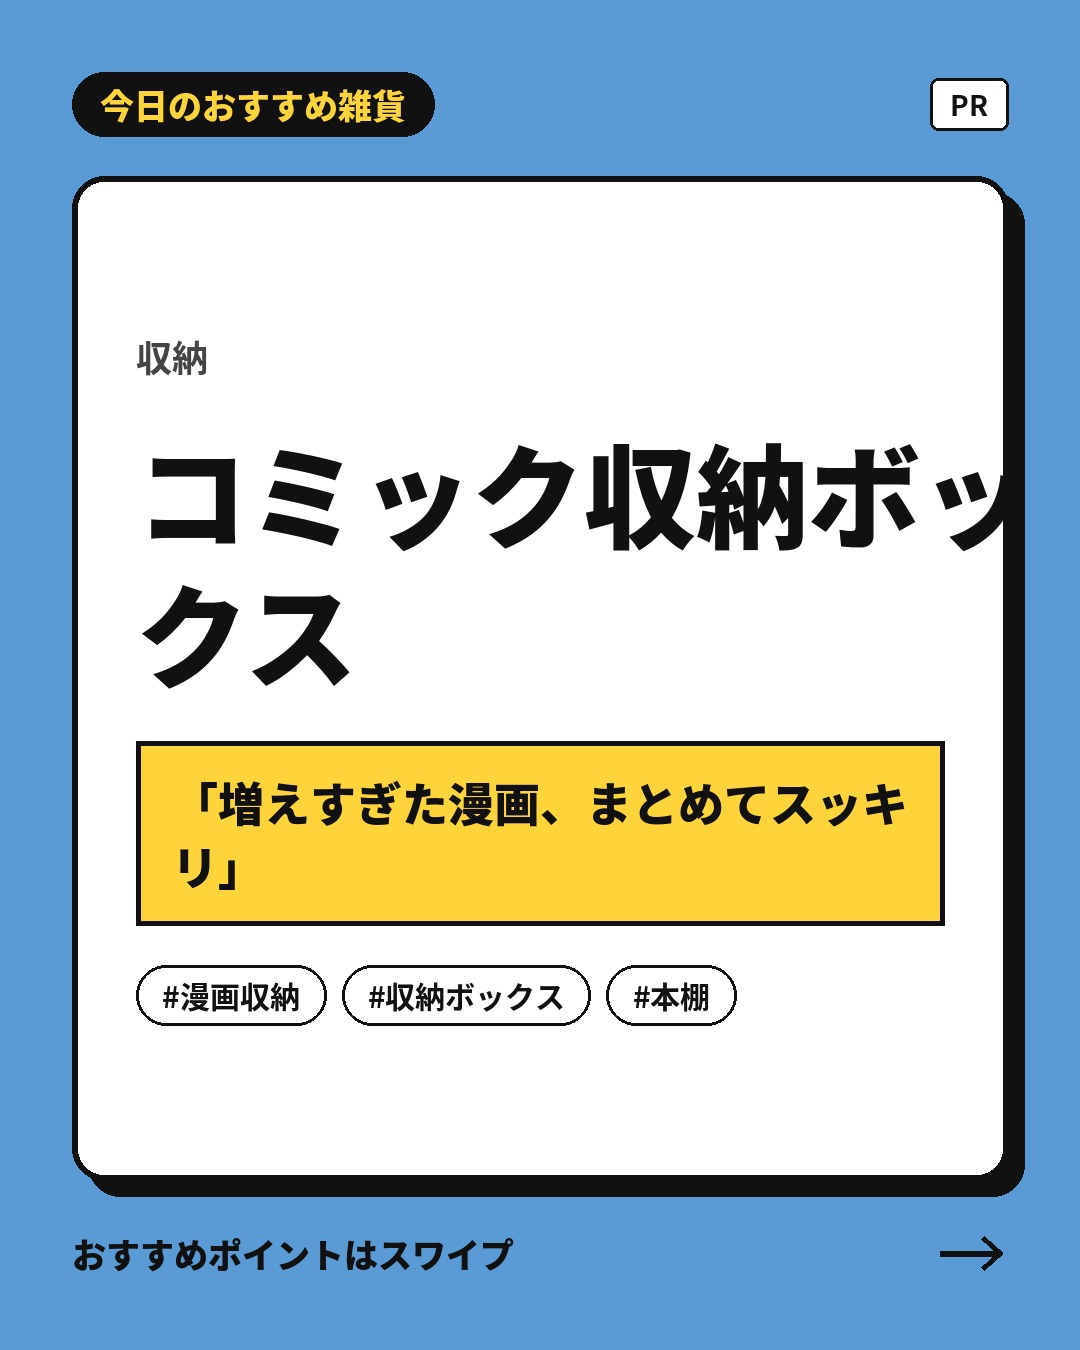 今日のおすすめ雑貨
PR
収納
コミック収納ボッ
クス
「増えすぎた漫画、まとめてスッキ
リ」
#漫画収納 #収納ボックス #本棚
おすすめポイントはスワイプ